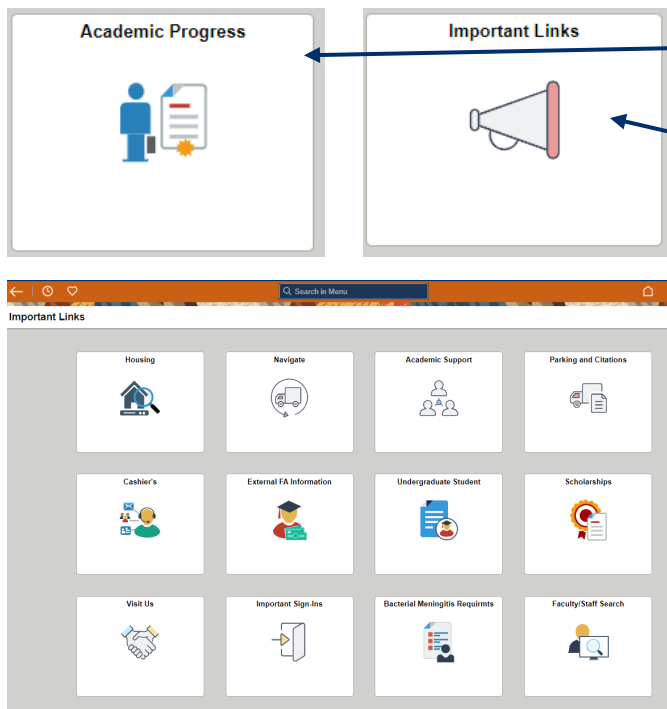 Academic Progress
Important Links
Search in Menu
Important Links
Housing
Navigate
Academic Support
Parking and Citations
Cashier's
External FA Information
Undergraduate Student
Scholarships
Visit Us
Important Sign-Ins
Bacterial Meningitis Requirmts
Faculty/Staff Search